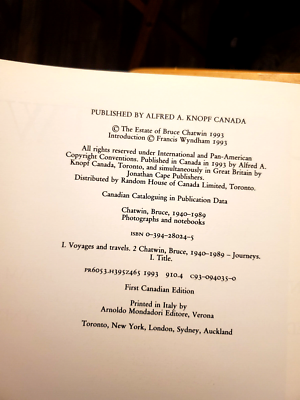 PUBLISHED BY ALFRED A. KNOPF CANADA
© The Estate of Bruce Chatwin 1993
Introduction © Francis Wyndham 1993
All rights reserved under International and Pan-American
Copyright Conventions. Published in Canada in 1993 by Alfred A.
Knopf Canada, Toronto, and simultaneously in Great Britain by
Jonathan Cape Publishers.
Distributed by Random House of Canada Limited, Toronto.
Canadian Cataloguing in Publication Data
Chatwin, Bruce, 1940–1989
Photographs and notebooks
ISBN 0-394-28024-5
I. Voyages and travels. 2 Chatwin, Bruce, 1940–1989 – Journeys.
I. Title.
PR6053.H395Z465 1993 910.4 C93-094035-0
First Canadian Edition
Printed in Italy by
Arnoldo Mondadori Editore, Verona
Toronto, New York, London, Sydney, Auckland